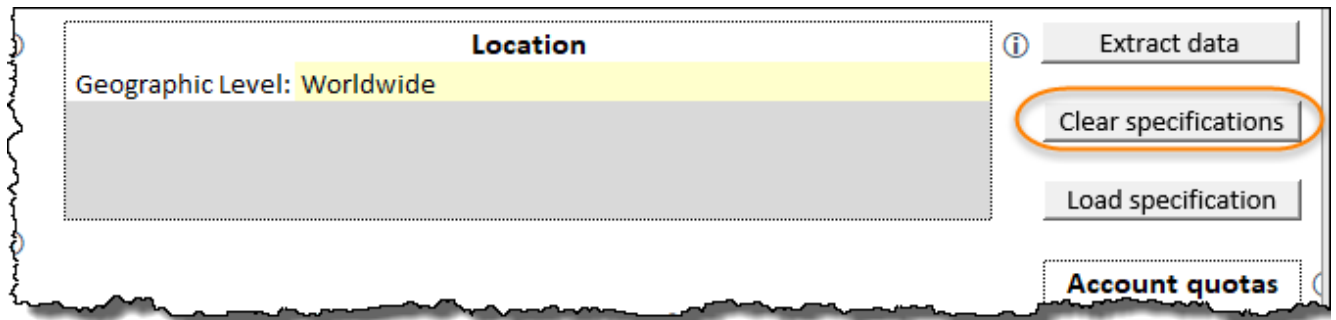 Location
Geographic Level: Worldwide
Extract data
Clear specifications
Load specification
Account quotas